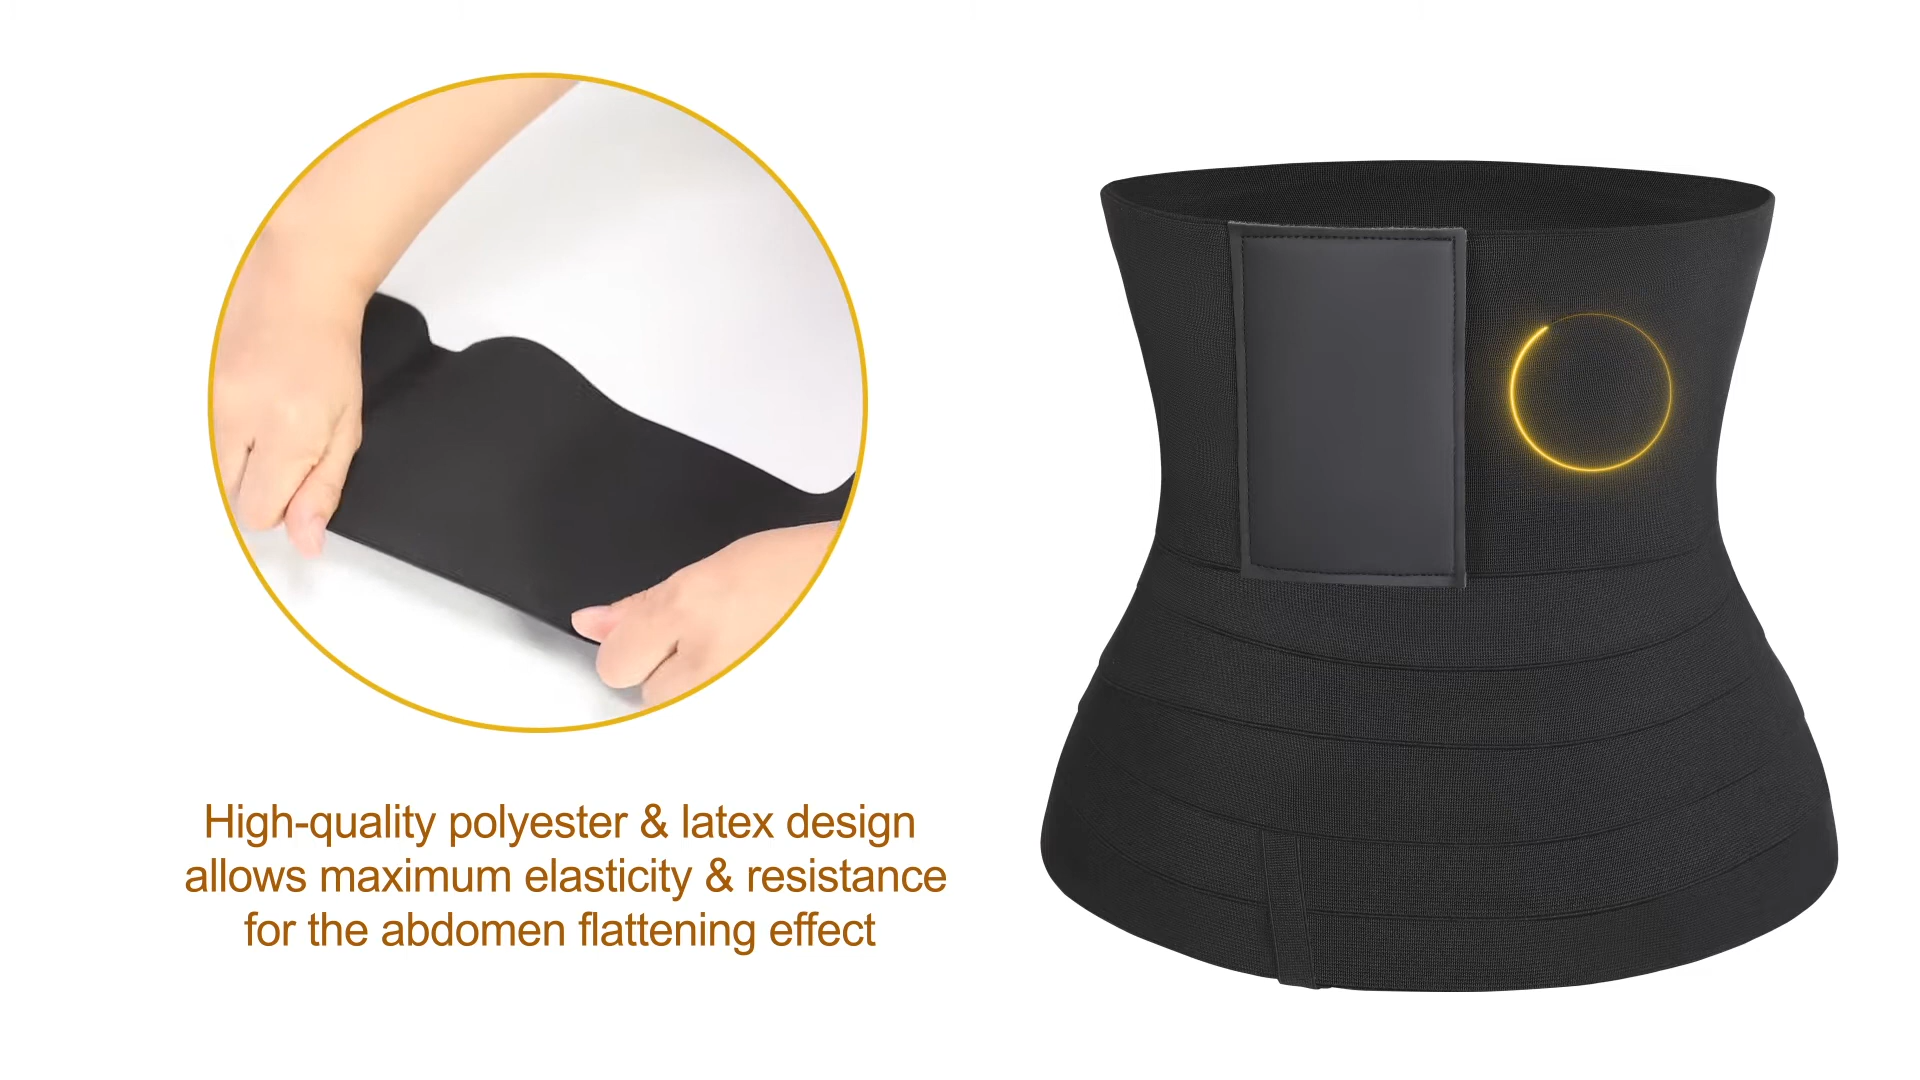 High-quality polyester & latex design
allows maximum elasticity & resistance
for the abdomen flattening effect